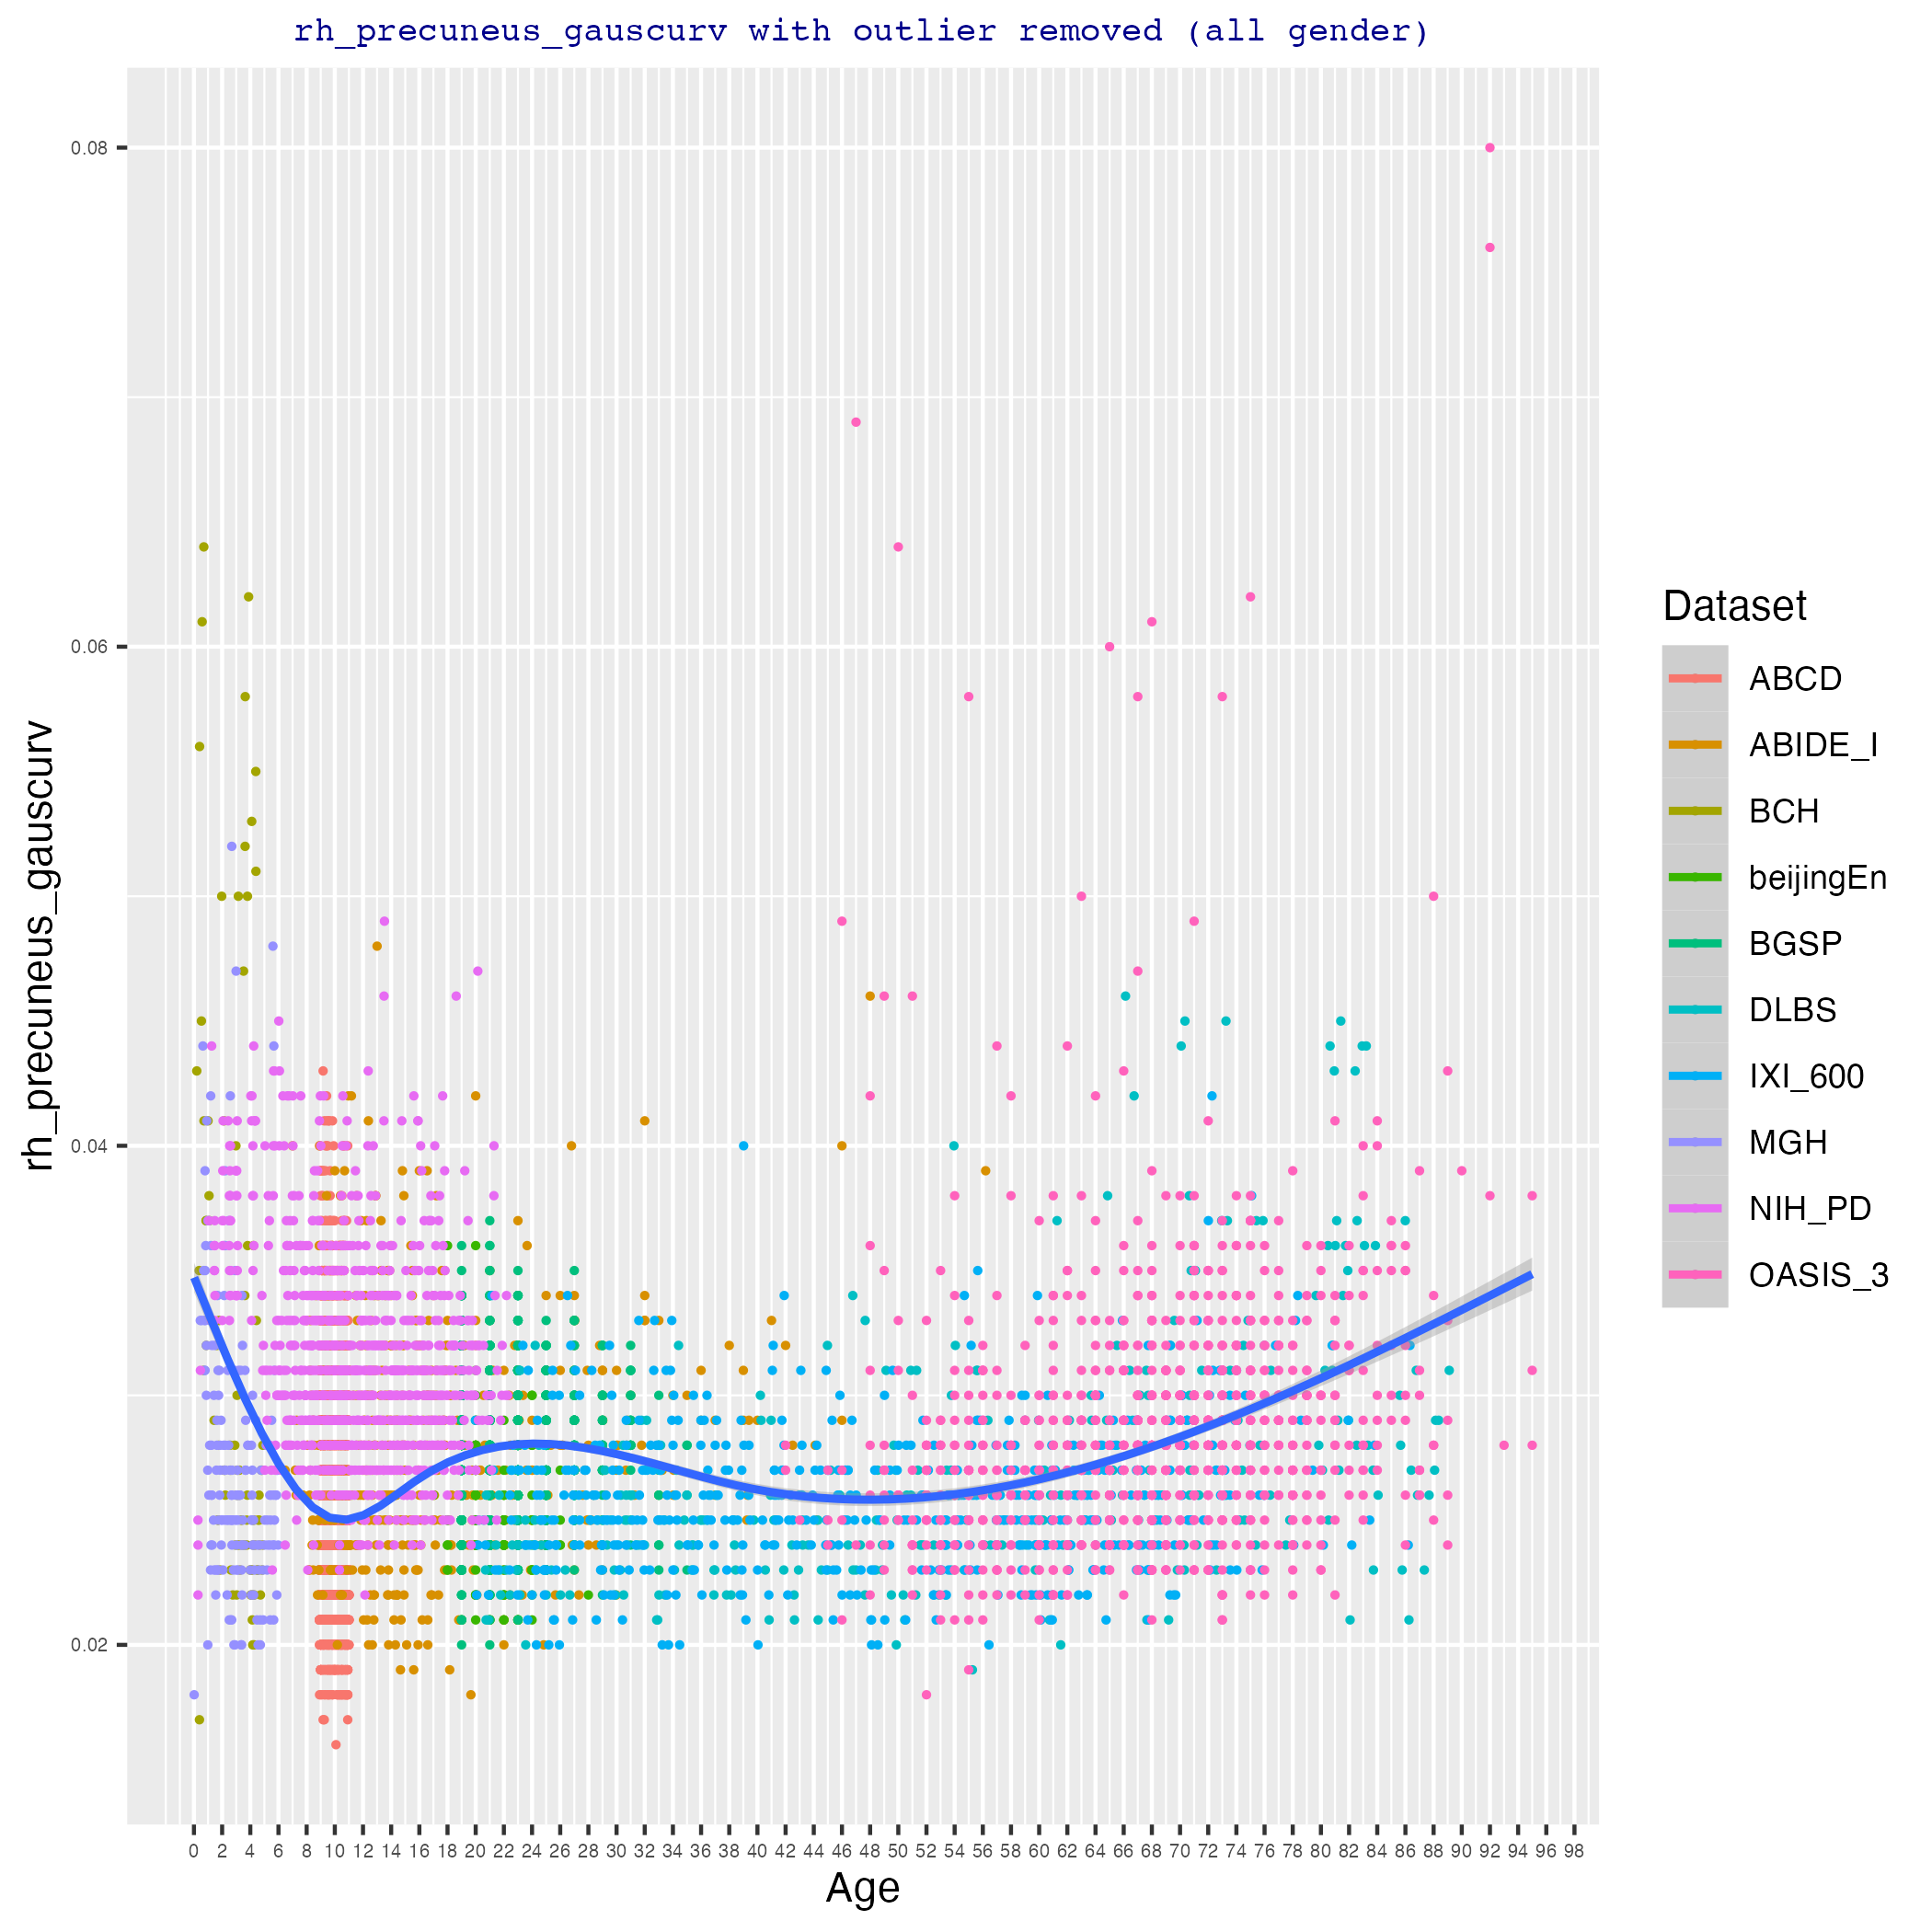 rh_precuneus_gauscurv with outlier removed (all gender)
0.08
0.06
0.04
0.02
rh_precuneus_gauscurv
0 2 4 6 8 10 12 14 16 18 20 22 24 26 28 30 32 34 36 38 40 42 44 46 48 50 52 54 56 58 60 62 64 66 68 70 72 74 76 78 80 82 84 86 88 90 92 94 96 98
Age
Dataset
ABCD
ABIDE_I
BCH
beijingEn
BGSP
DLBS
IXI_600
MGH
NIH_PD
OASIS_3